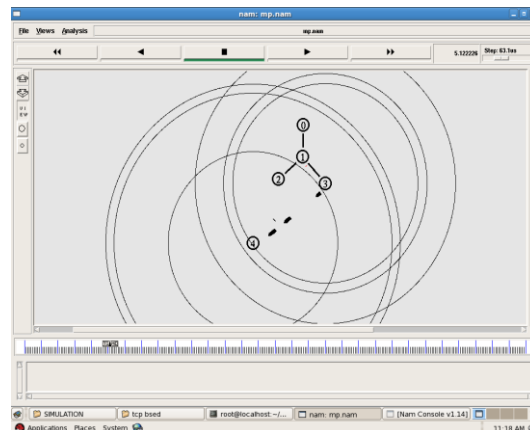 nam: mp.nam
File Views Analysis
mp.nam
5.122226 Step: 63.1us
0
1
2
3
4
SIMULATION
tcp bsed
root@localhost:~/...
nam: mp.nam
[Nam Console v1.14]
Applications Places System
11:18 AM